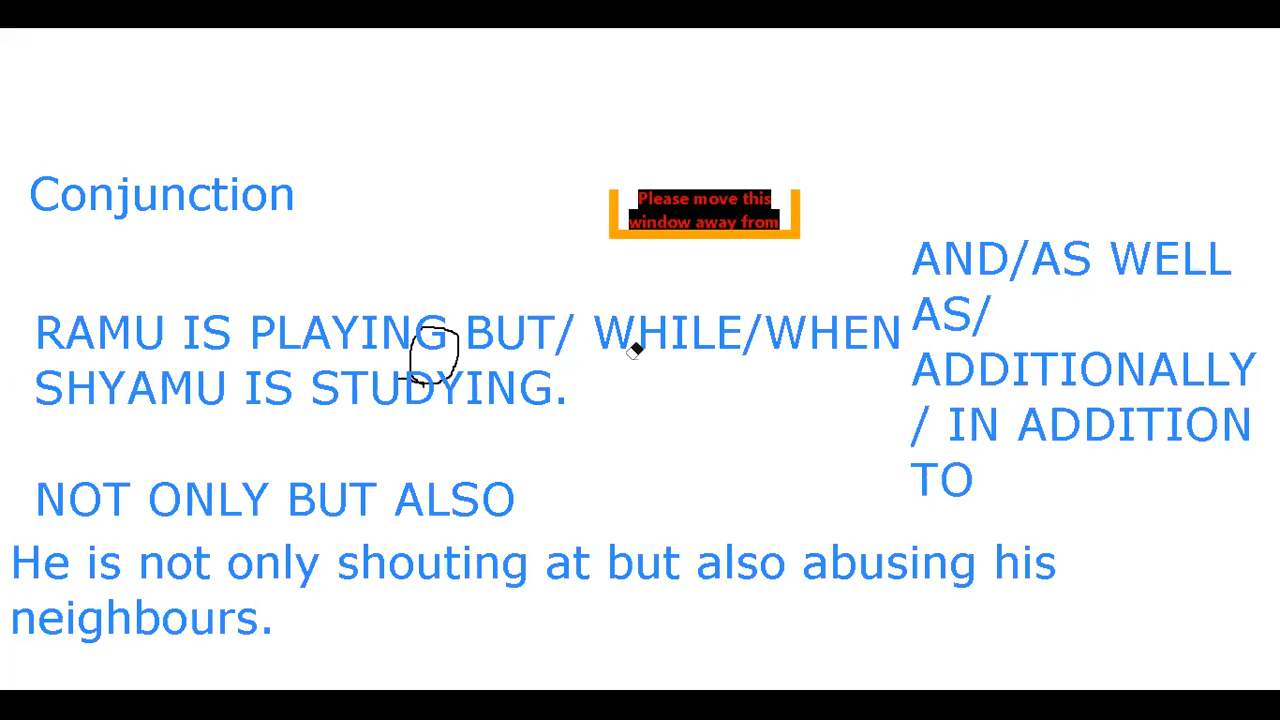 Conjunction
Please move this
window away from
RAMU IS PLAYING BUT/ WHILE/WHEN
SHYAMU IS STUDYING.
AND/AS WELL
AS/
ADDITIONALLY
/ IN ADDITION
TO
NOT ONLY BUT ALSO
He is not only shouting at but also abusing his
neighbours.